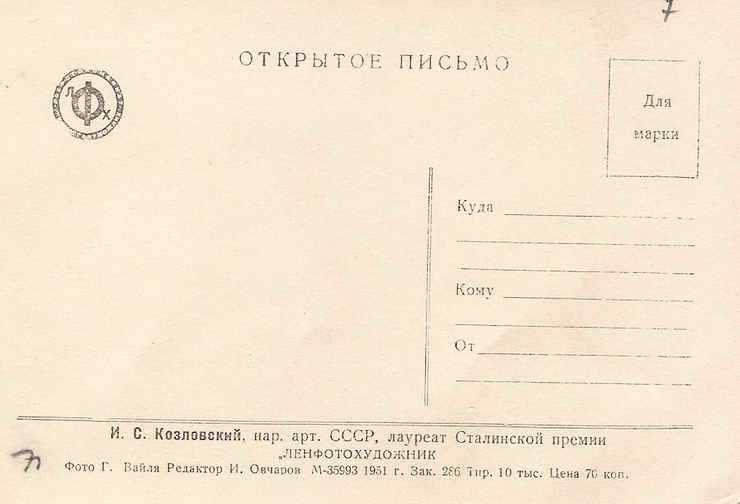 7
ОТКРЫТОЕ ПИСЬМО
Л Ф Х
Для
марки
Куда
Кому
От
И. С. Козловский, нар. арт. СССР, лауреат Сталинской премии
„ЛЕНФОТОХУДОЖНИК
Фото Г. Вайля Редактор И. Овчаров М-35993 1951 г. Зак. 286 Тир. 10 тыс. Цена 70 коп.